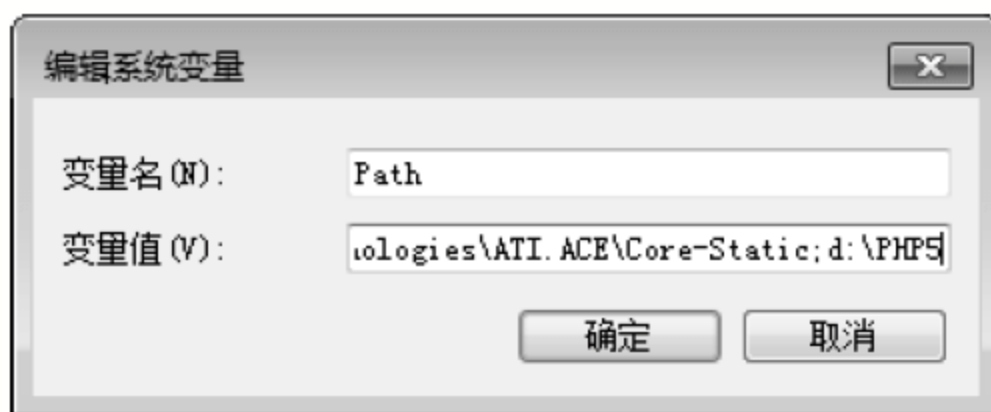 编辑系统变量
变量名(N):
Path
变量值(V):
ologies\ATI.ACE\Core-Static;d:\PHP5
确定
取消